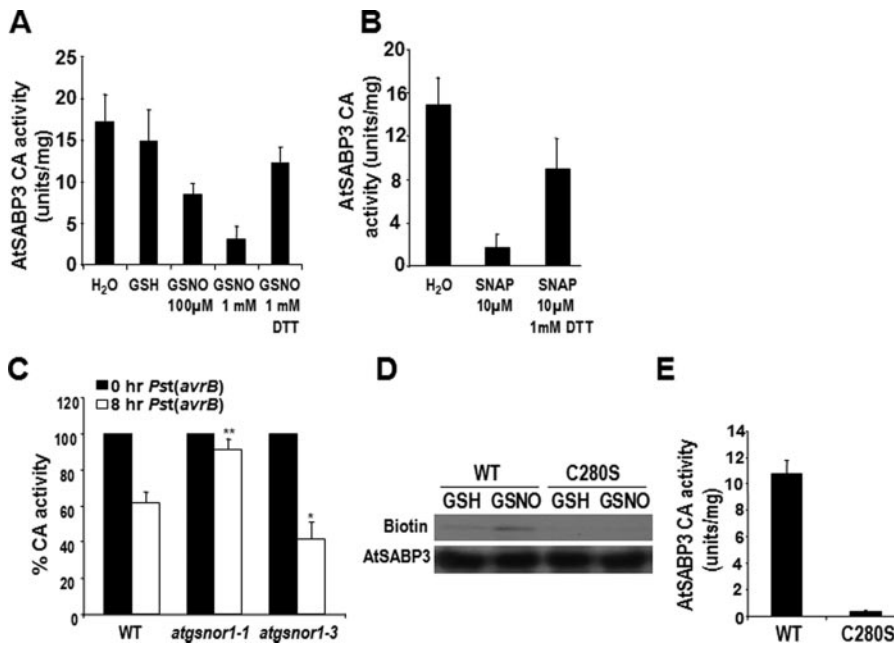 A
AtSABP3 CA activity
(units/mg)
25
20
15
10
5
0
H2O
GSH
GSNO
100µM
GSNO
1 mM
GSNO
1 mM
DTT
B
AtSABP3 CA
activity (units/mg)
20
16
12
8
4
0
H2O
SNAP
10µM
SNAP
10µM
1mM DTT
C
0 hr Pst(avrB)
8 hr Pst(avrB)
% CA activity
120
100
80
60
40
20
0
**
*
WT
atgsnor1-1
atgsnor1-3
D
WT
C280S
GSH GSNO GSH GSNO
Biotin
AtSABP3
E
AtSABP3 CA activity
(units/mg)
14
12
10
8
6
4
2
0
WT
C280S